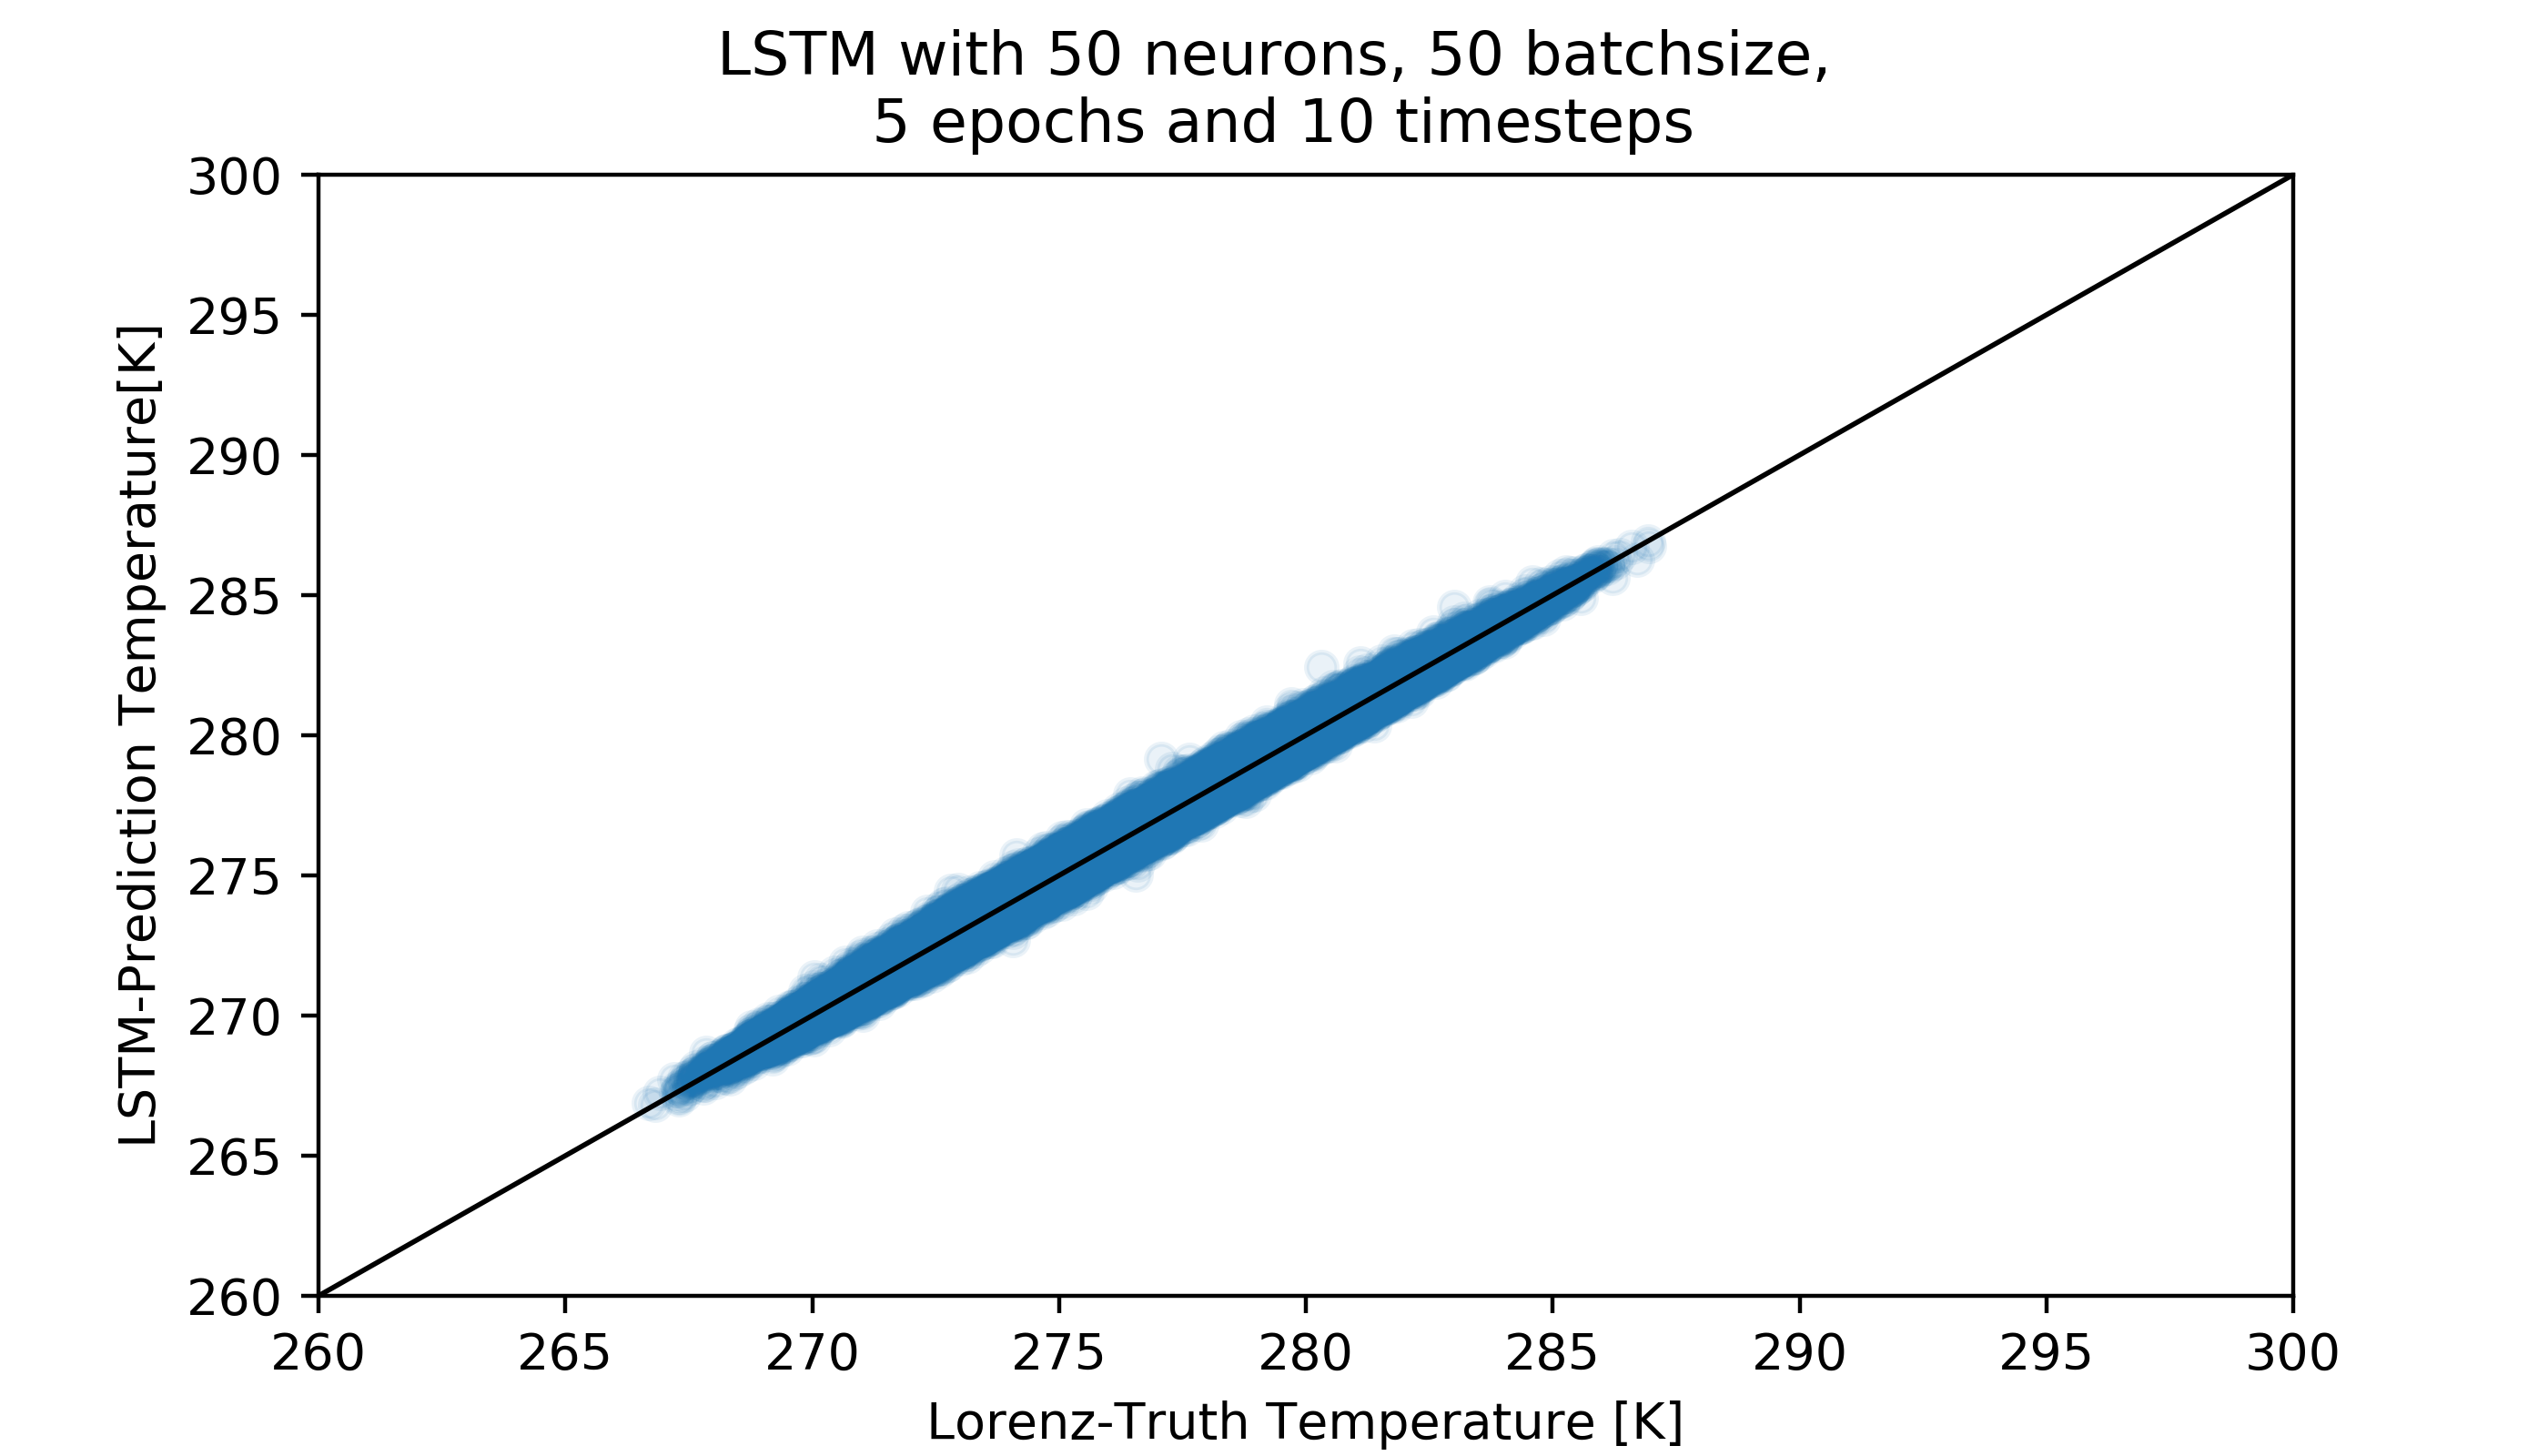 LSTM with 50 neurons, 50 batchsize,
5 epochs and 10 timesteps
300
295
290
285
280
275
270
265
260
LSTM-Prediction Temperature[K]
260 265 270 275 280 285 290 295 300
Lorenz-Truth Temperature [K]